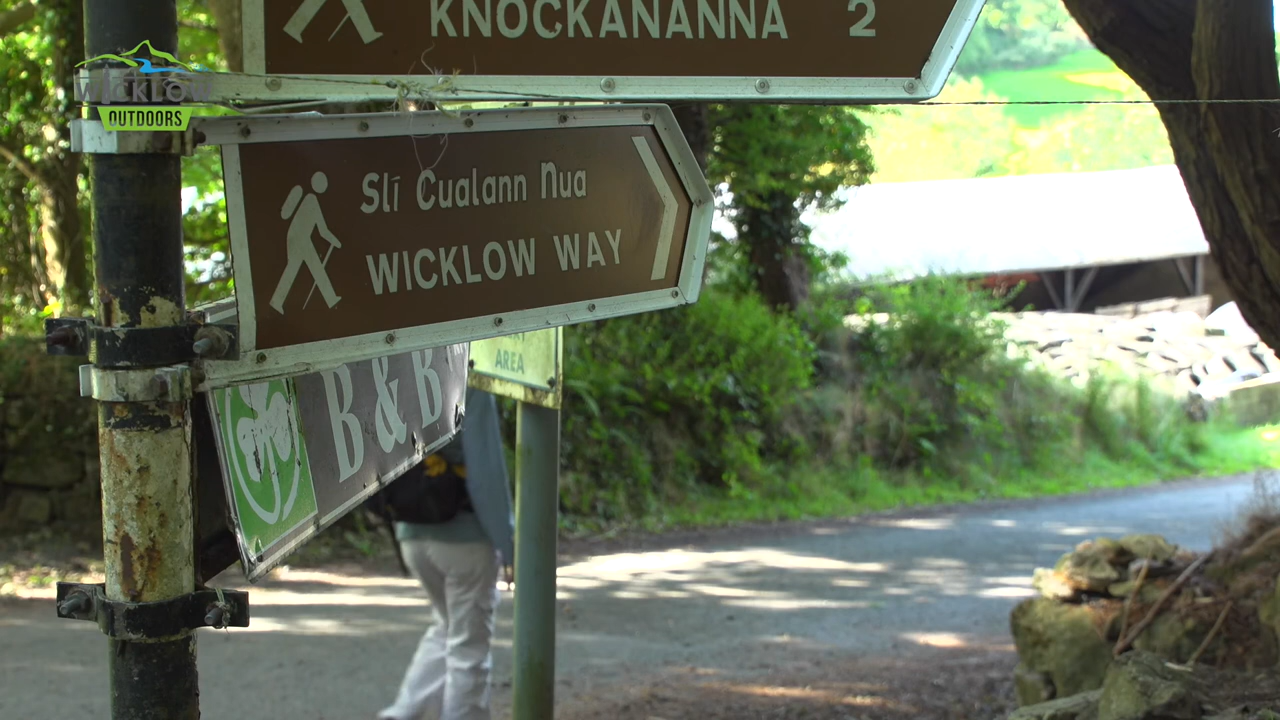 KNOCKANANNA 2
WICKLOW
OUTDOORS
Slí Cualann Nua
WICKLOW WAY
B & B
AREA